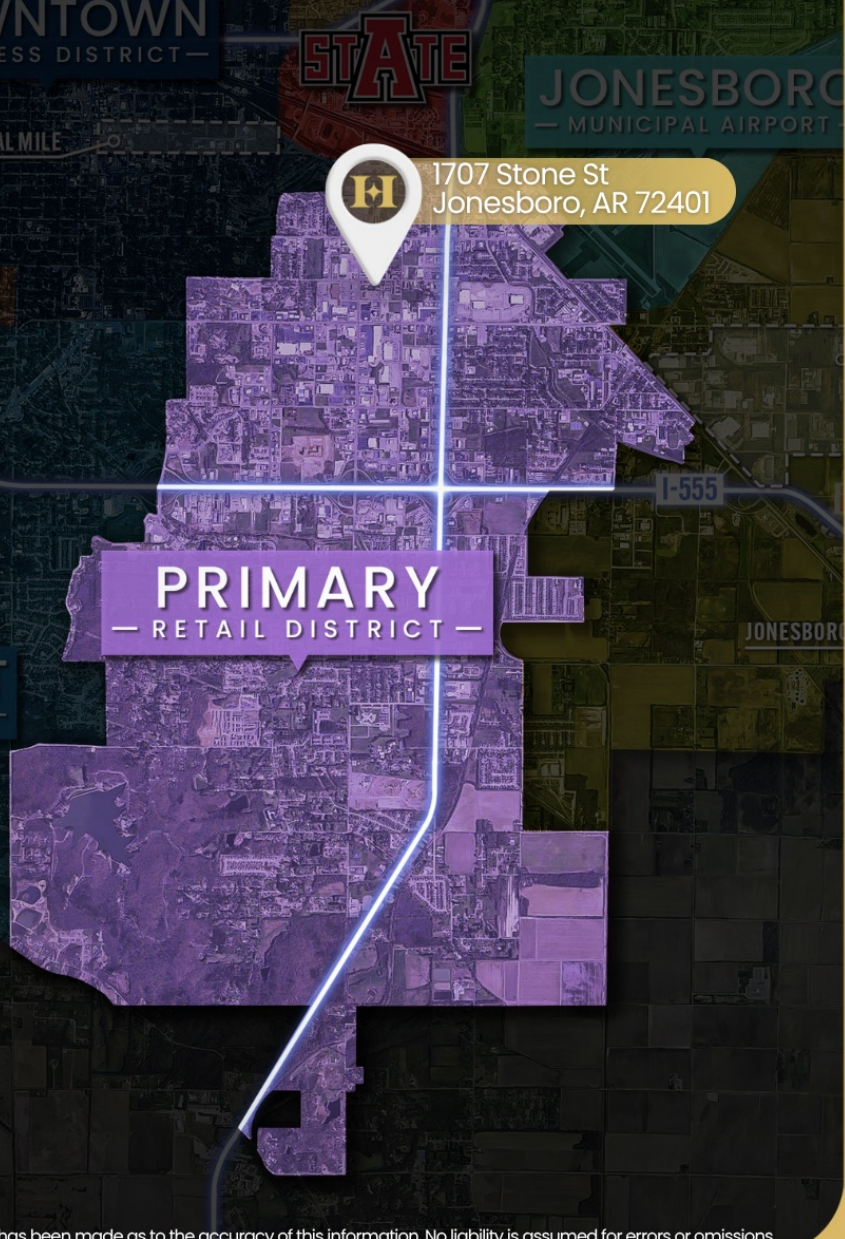 NTOWN
ESS DISTRICT—
STATE
JONESBORO
— MUNICIPAL AIRPORT -
AL MILE
H
1707 Stone St
Jonesboro, AR 72401
I-555
PRIMARY
— RETAIL DISTRICT —
JONESBORO
has been made as to the accuracy of this information. No liability is assumed for errors or omissions.